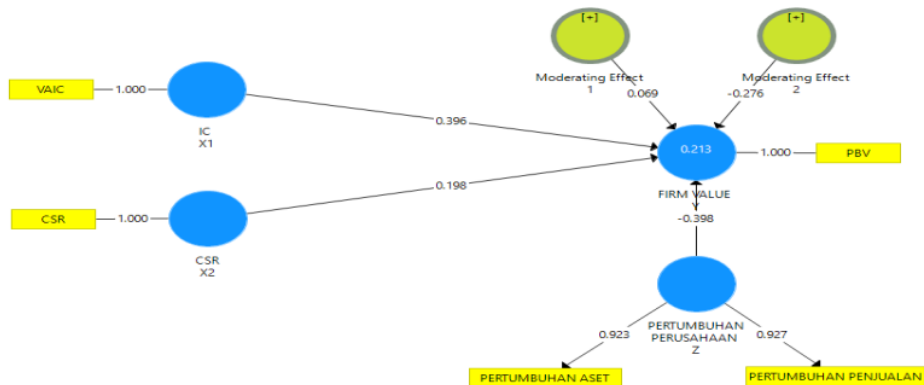 [+]
[+]
Moderating Effect
1
Moderating Effect
2
VAIC
1.000
IC
X1
0.069
-0.276
0.396
0.213
1.000
PBV
FIRM VALUE
Y
0.198
CSR
1.000
CSR
X2
-0.398
PERTUMBUHAN
PERUSAHAAN
Z
0.923
0.927
PERTUMBUHAN ASET
PERTUMBUHAN PENJUALAN